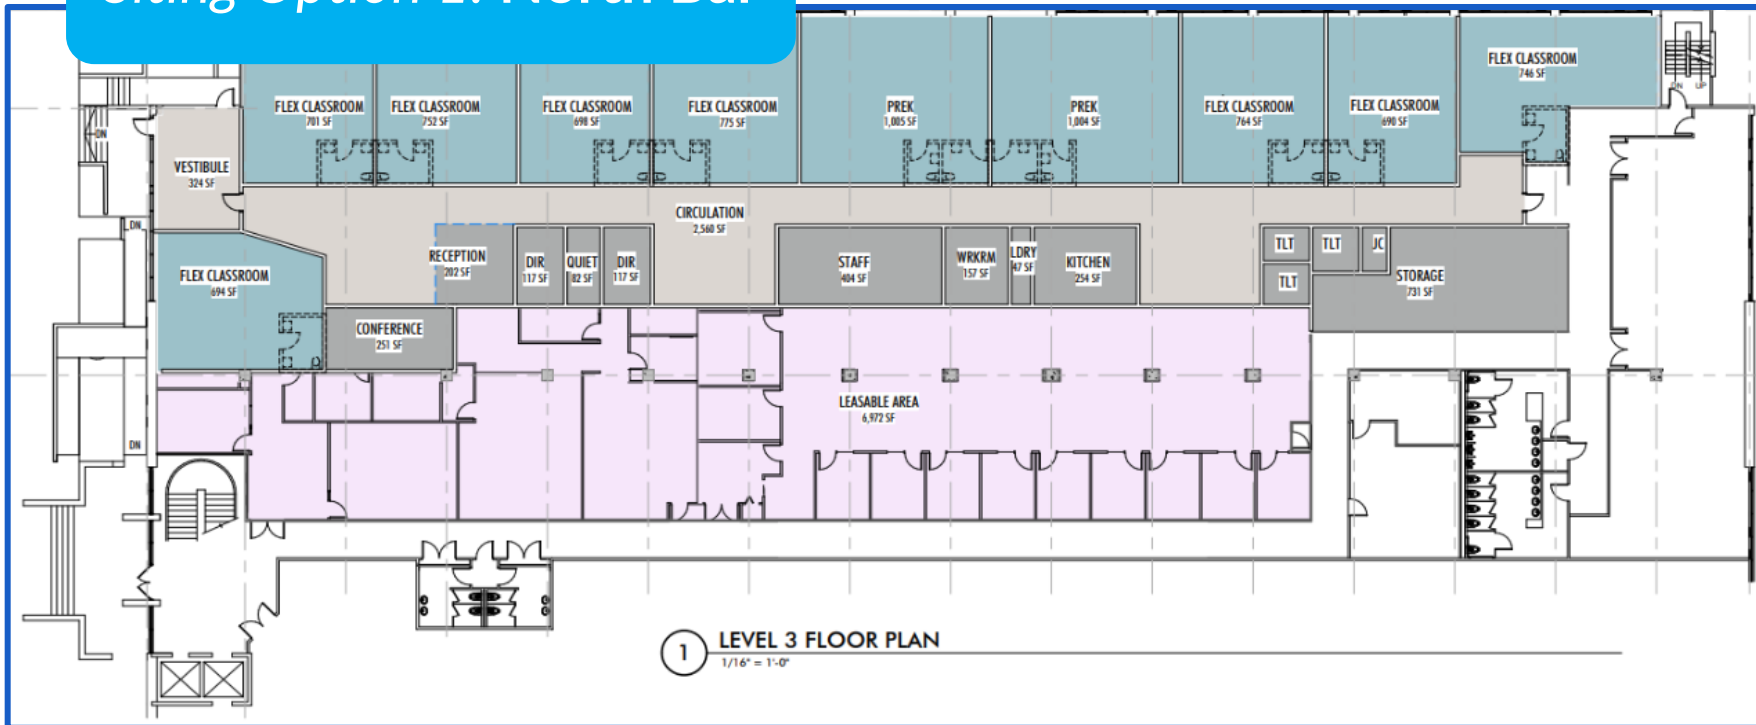 FLEX CLASSROOM
701 SF
FLEX CLASSROOM
752 SF
FLEX CLASSROOM
698 SF
FLEX CLASSROOM
775 SF
PREK
1,005 SF
PREK
1,004 SF
FLEX CLASSROOM
764 SF
FLEX CLASSROOM
690 SF
FLEX CLASSROOM
746 SF
DN
UP
DN
VESTIBULE
324 SF
CIRCULATION
2,560 SF
DN
RECEPTION
202 SF
DIR
117 SF
QUIET
82 SF
DIR
117 SF
STAFF
404 SF
WRKRM
157 SF
LDRY
47 SF
KITCHEN
254 SF
TLT
TLT
JC
TLT
STORAGE
731 SF
FLEX CLASSROOM
694 SF
CONFERENCE
251 SF
LEASABLE AREA
6,972 SF
DN
1
LEVEL 3 FLOOR PLAN
1/16" = 1'-0"